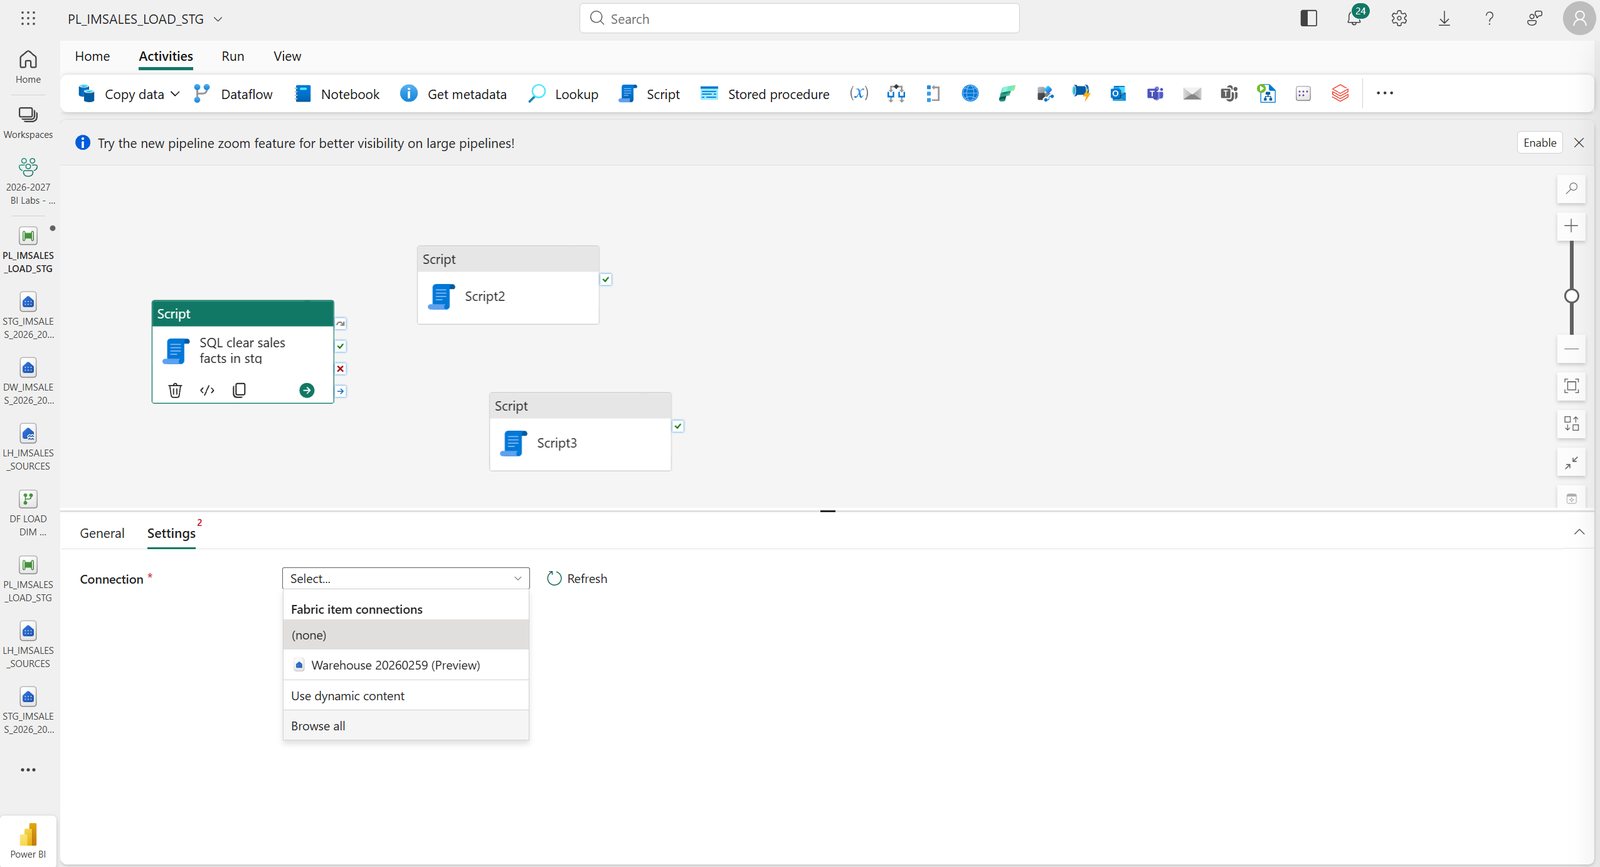 PL_IMSALES_LOAD_STG
Search
24
Home
Activities
Run
View
Copy data
Dataflow
Notebook
Get metadata
Lookup
Script
Stored procedure
(x)
Try the new pipeline zoom feature for better visibility on large pipelines!
Enable
Home
Workspaces
2026-2027
BI Labs - ...
PL_IMSALES
_LOAD_STG
STG_IMSALE
S_2026_20...
DW_IMSALE
S_2026_20...
LH_IMSALES
_SOURCES
DF LOAD
DIM ...
PL_IMSALES
_LOAD_STG
LH_IMSALES
_SOURCES
STG_IMSALE
S_2026_20...
Power BI
Script
Script2
Script
SQL clear sales
facts in stg
Script
Script3
General
Settings
2
Connection *
Select...
Refresh
Fabric item connections
(none)
Warehouse 20260259 (Preview)
Use dynamic content
Browse all